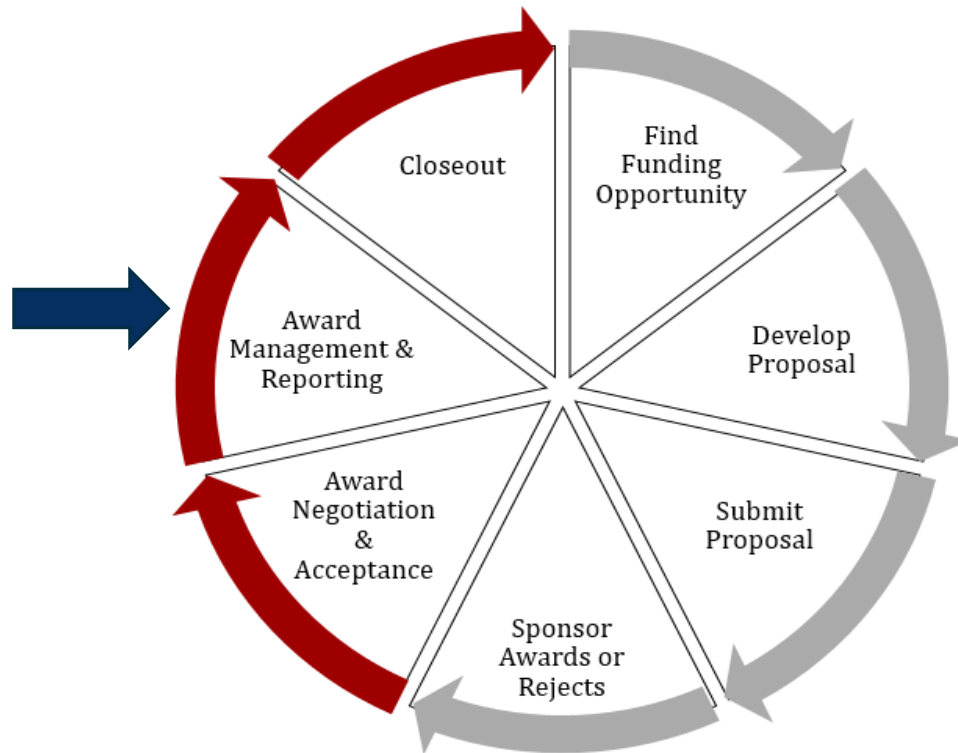 Find
Funding
Opportunity
Develop
Proposal
Submit
Proposal
Sponsor
Awards or
Rejects
Award
Negotiation
&
Acceptance
Award
Management &
Reporting
Closeout